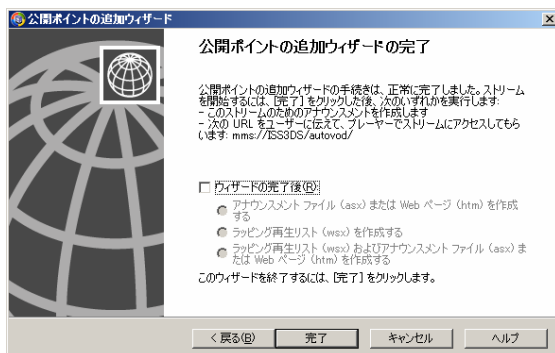 公開ポイントの追加ウィザード
公開ポイントの追加ウィザードの完了
公開ポイントの追加ウィザードの手続きは、正常に完了しました。ストリーム
を開始するには、[完了] をクリックした後、次のいずれかを実行します:
- このストリームのためのアナウンスメントを作成します
- 次の URL をユーザーに伝えて、プレーヤーでストリームにアクセスしてもら
います: mms://ISS3DS/autovod/
ウィザードの完了後(R):
アナウンスメント ファイル (asx) または Web ページ (htm) を作成
する
ラッピング再生リスト (wsx) を作成する
ラッピング再生リスト (wsx) およびアナウンスメント ファイル (asx) ま
たは Web ページ (htm) を作成する
このウィザードを終了するには、[完了] をクリックします。
< 戻る(B)
完了
キャンセル
ヘルプ